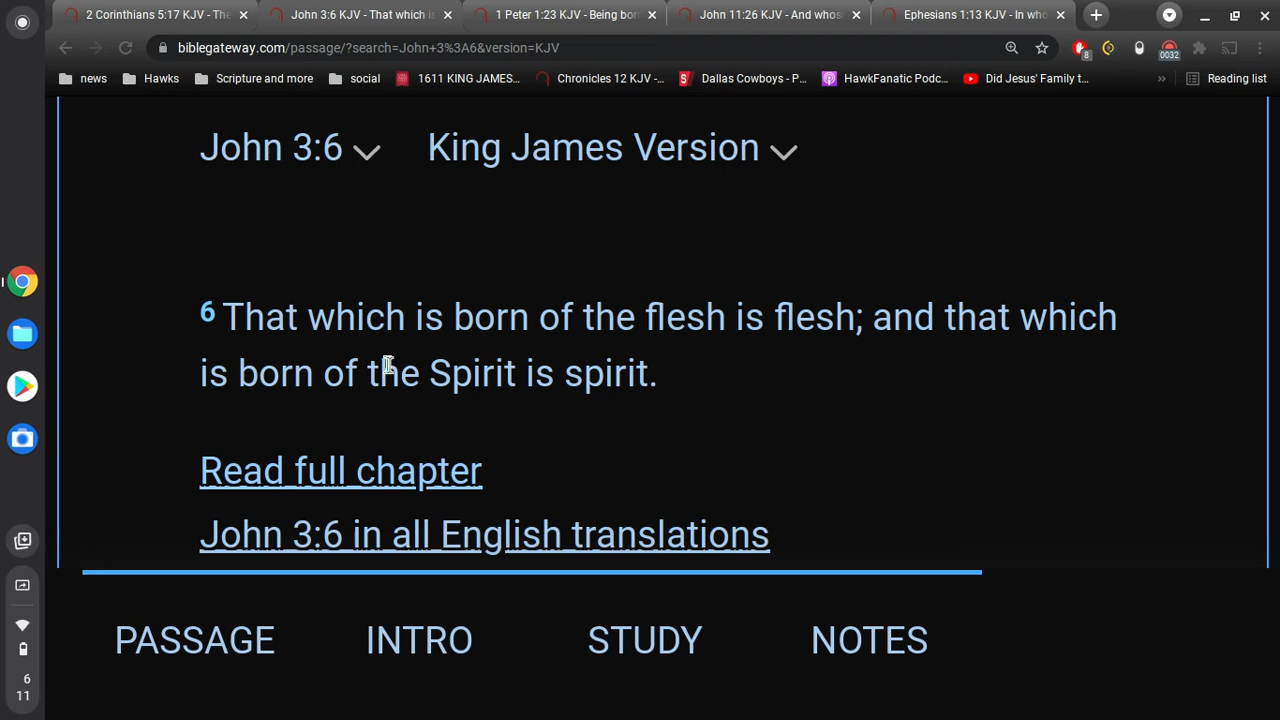 2 Corinthians 5:17 KJV - The
John 3:6 KJV - That which is
1 Peter 1:23 KJV - Being bor
John 11:26 KJV - And whose
Ephesians 1:13 KJV - In who
biblegateway.com/passage/?search=John+3%3A6&version=KJV
8
0032
news
Hawks
Scripture and more
social
1611 KING JAMES...
Chronicles 12 KJV -...
Dallas Cowboys - P...
HawkFanatic Podc...
Did Jesus' Family t...
»
Reading list
John 3:6
King James Version
6 That which is born of the flesh is flesh; and that which
is born of the Spirit is spirit.
Read full chapter
John 3:6 in all English translations
PASSAGE INTRO STUDY NOTES
6
11